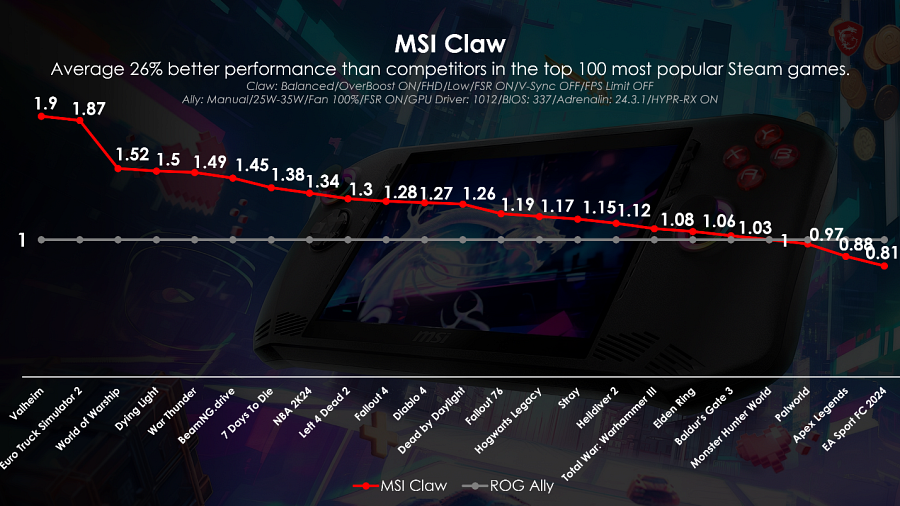 MSI Claw
Average 26% better performance than competitors in the top 100 most popular Steam games.
Claw: Balanced/OverBoost ON/FHD/Low/FSR ON/V-Sync OFF/FPS Limit OFF
Ally: Manual/25W-35W/Fan 100%/FSR ON/GPU Driver: 1012/BIOS: 337/Adrenalin: 24.3.1/HYPR-RX ON
1.9
1.87
1.52
1.5
1.49
1.45
1.38
1.34
1.3
1.28
1.27
1.26
1.19
1.17
1.15
1.12
1.08
1.06
1.03
1
0.97
0.88
0.81
1
X
Y
B
A
msi
Valheim
Euro Truck Simulator 2
World of Warship
Dying Light
War Thunder
BeamNG.drive
7 Days To Die
NBA 2K24
Left 4 Dead 2
Fallout 4
Diablo 4
Dead by Daylight
Fallout 76
Hogwarts Legacy
Stray
Helldiver 2
Total War: Warhammer III
Elden Ring
Baldur's Gate 3
Monster Hunter World
Palworld
Apex Legends
EA Sport FC 2024
MSI Claw
ROG Ally